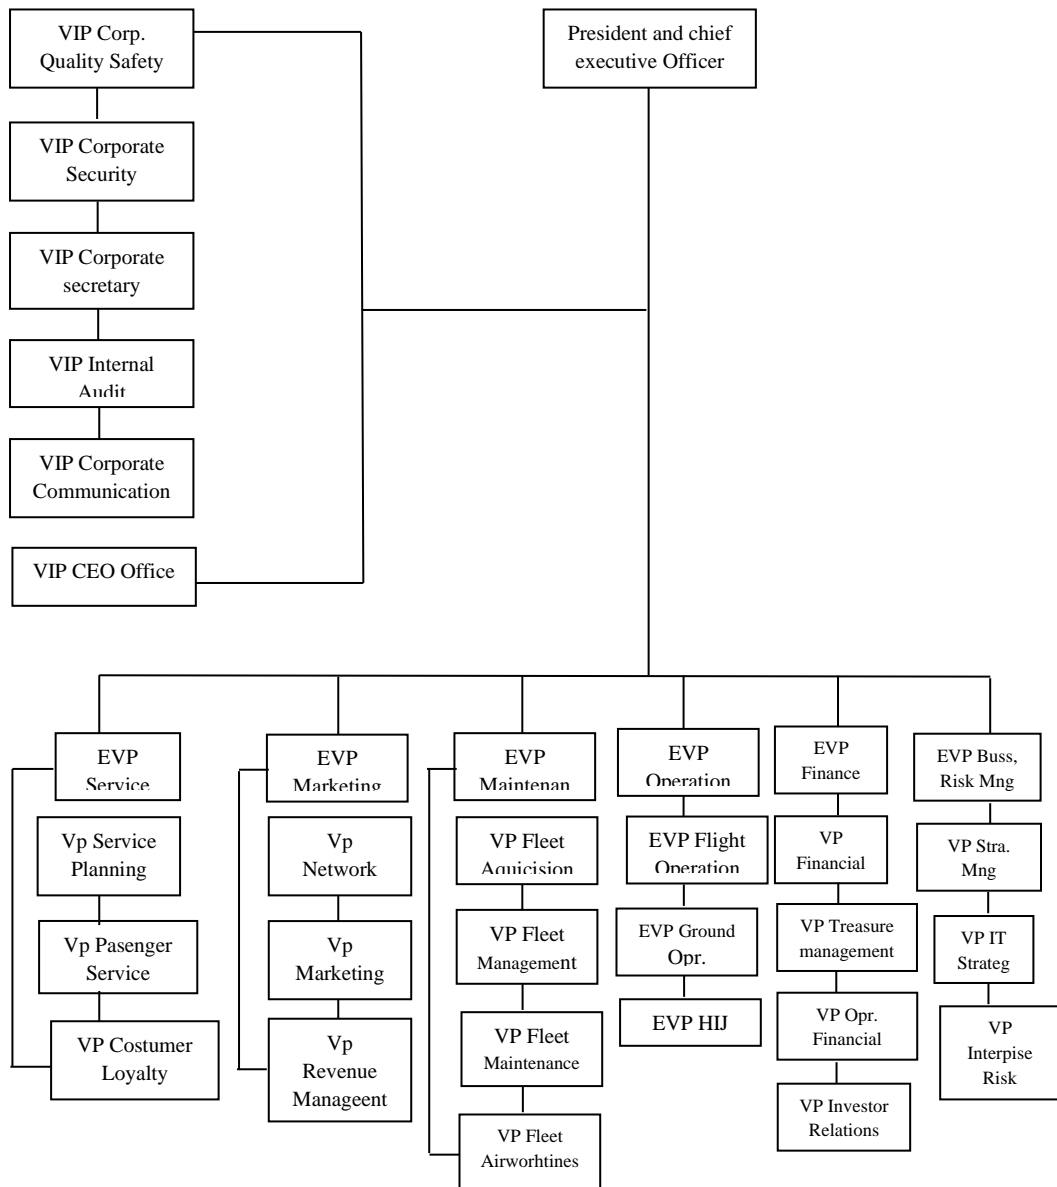 VIP Corp.
Quality Safety
President and chief
executive Officer
VIP Corporate
Security
VIP Corporate
secretary
VIP Internal
Audit
VIP Corporate
Communication
VIP CEO Office
EVP
Service
EVP
Marketing
EVP
Maintenan
EVP
Operation
EVP
Finance
EVP Buss,
Risk Mng
Vp Service
Planning
Vp
Network
VP Fleet
Aquicision
EVP Flight
Operation
VP
Financial
VP Stra.
Mng
Vp Pasenger
Service
Vp
Marketing
VP Fleet
Management
EVP Ground
Opr.
VP Treasure
management
VP IT
Strateg
VP Costumer
Loyalty
Vp
Revenue
Manageent
VP Fleet
Maintenance
EVP HIJ
VP Opr.
Financial
VP
Interpise
Risk
VP Fleet
Airworhtines
VP Investor
Relations